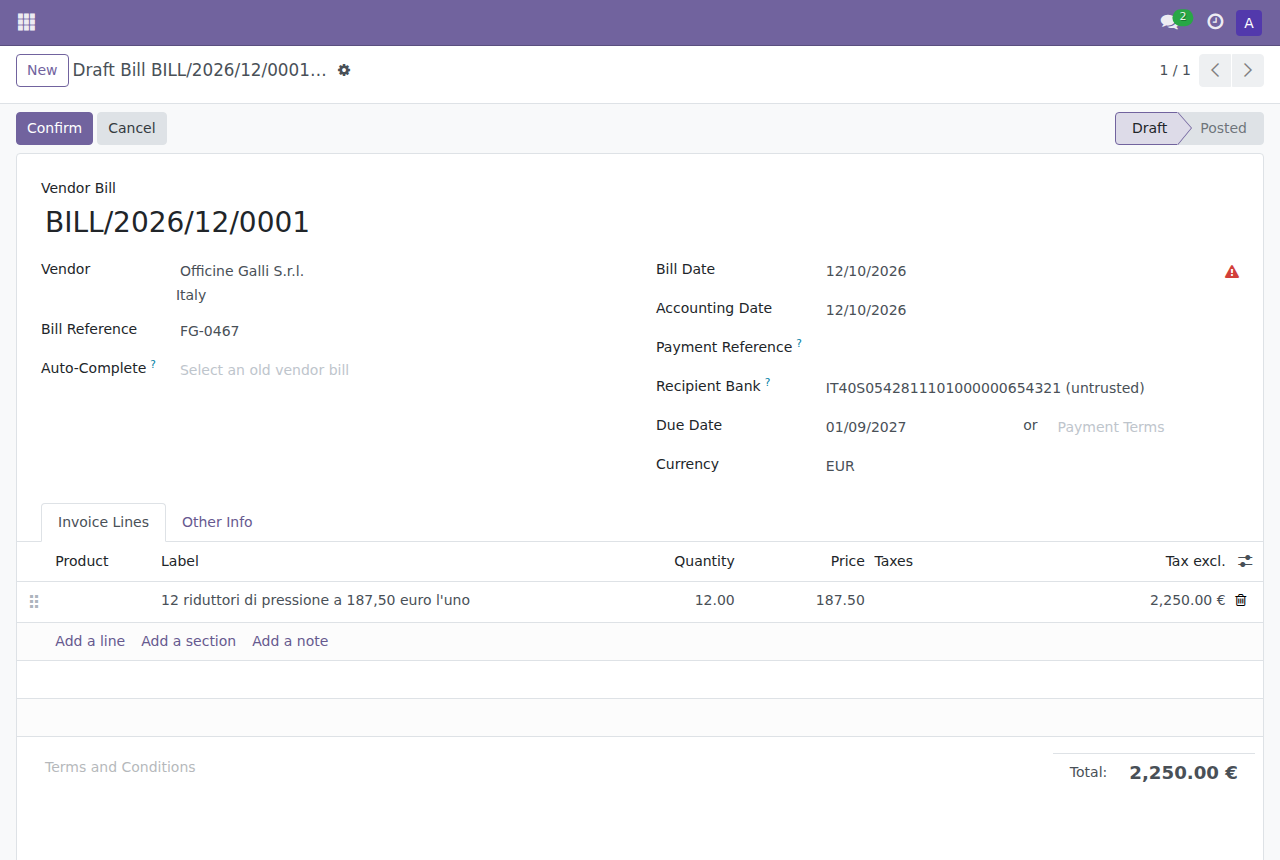 2
A
New
Draft Bill BILL/2026/12/0001...
1 / 1
Confirm
Cancel
Draft
Posted
Vendor Bill
BILL/2026/12/0001
Vendor
Officine Galli S.r.l.
Italy
Bill Reference
FG-0467
Auto-Complete ?
Select an old vendor bill
Bill Date
12/10/2026
Accounting Date
12/10/2026
Payment Reference ?
Recipient Bank ?
IT40S0542811101000000654321 (untrusted)
Due Date
01/09/2027
or
Payment Terms
Currency
EUR
Invoice Lines
Other Info
Product Label Quantity Price Taxes Tax excl.
12 riduttori di pressione a 187,50 euro l'uno 12.00 187.50 2,250.00 €
Add a line Add a section Add a note
Terms and Conditions
Total: 2,250.00 €